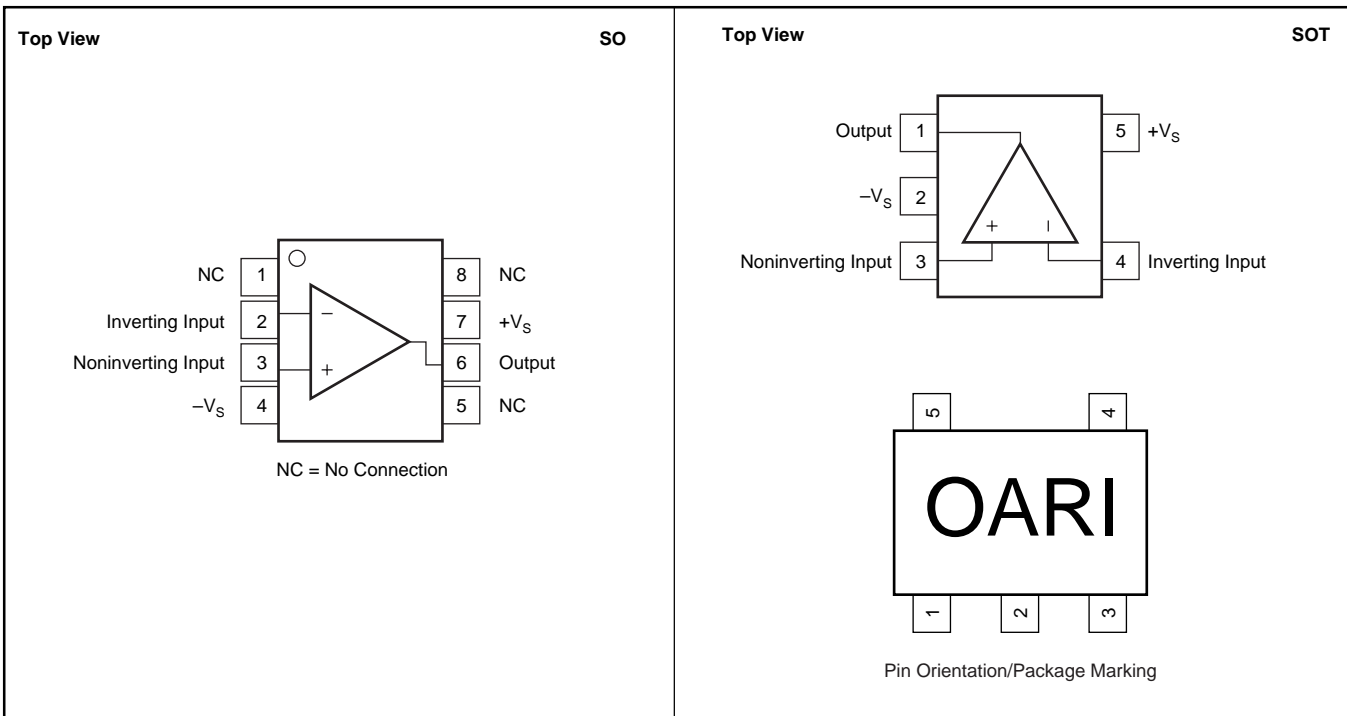 Top View
SO
NC 1
8 NC
Inverting Input 2
–
7 +VS
Noninverting Input 3
+
6 Output
–VS 4
5 NC
NC = No Connection
Top View
SOT
Output 1
5 +VS
–VS 2
+ –
Noninverting Input 3
4 Inverting Input
5
4
OARI
1
2
3
Pin Orientation/Package Marking